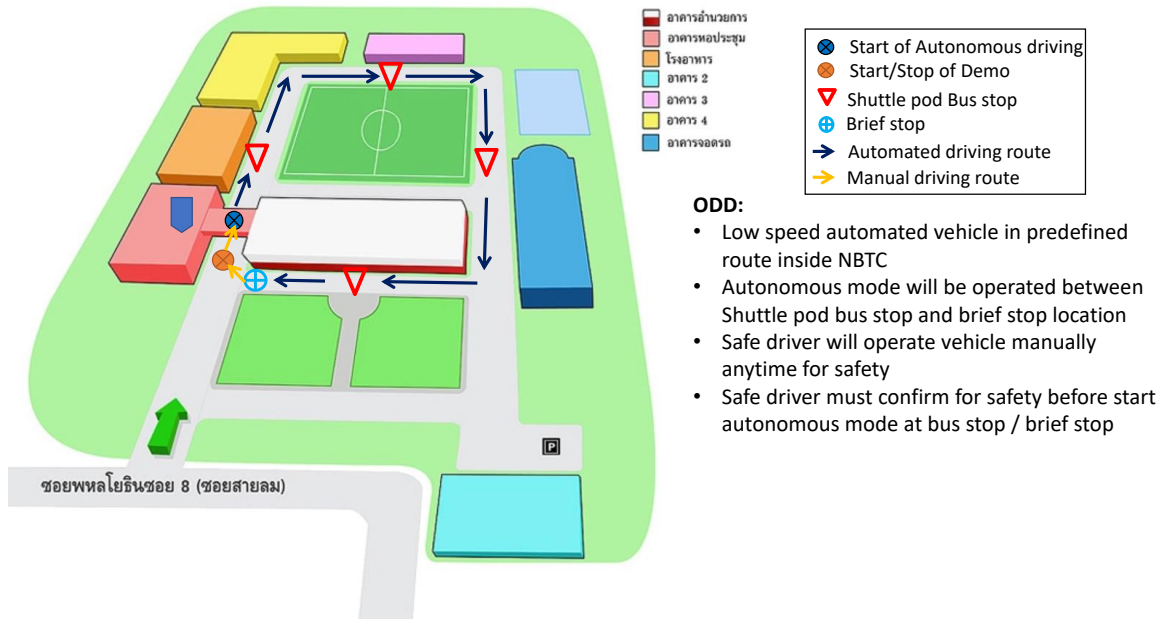 อาคารอำนวยการ
อาคารหอประชุม
โรงอาหาร
อาคาร 2
อาคาร 3
อาคาร 4
อาคารจอดรถ
Start of Autonomous driving
Start/Stop of Demo
Shuttle pod Bus stop
Brief stop
Automated driving route
Manual driving route
ODD:
• Low speed automated vehicle in predefined
route inside NBTC
• Autonomous mode will be operated between
Shuttle pod bus stop and brief stop location
• Safe driver will operate vehicle manually
anytime for safety
• Safe driver must confirm for safety before start
autonomous mode at bus stop / brief stop
P
ซอยพหลโยธินซอย 8 (ซอยสายลม)